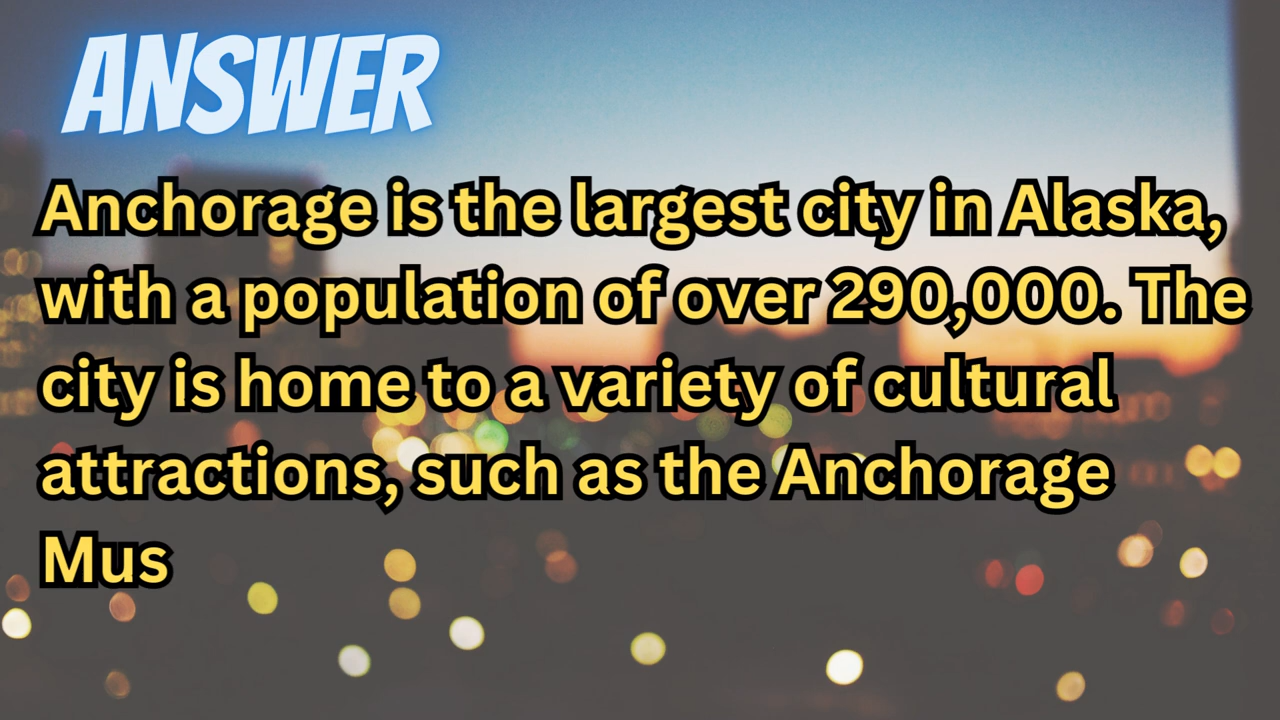 ANSWER
Anchorage is the largest city in Alaska,
with a population of over 290,000. The
city is home to a variety of cultural
attractions, such as the Anchorage
Mus